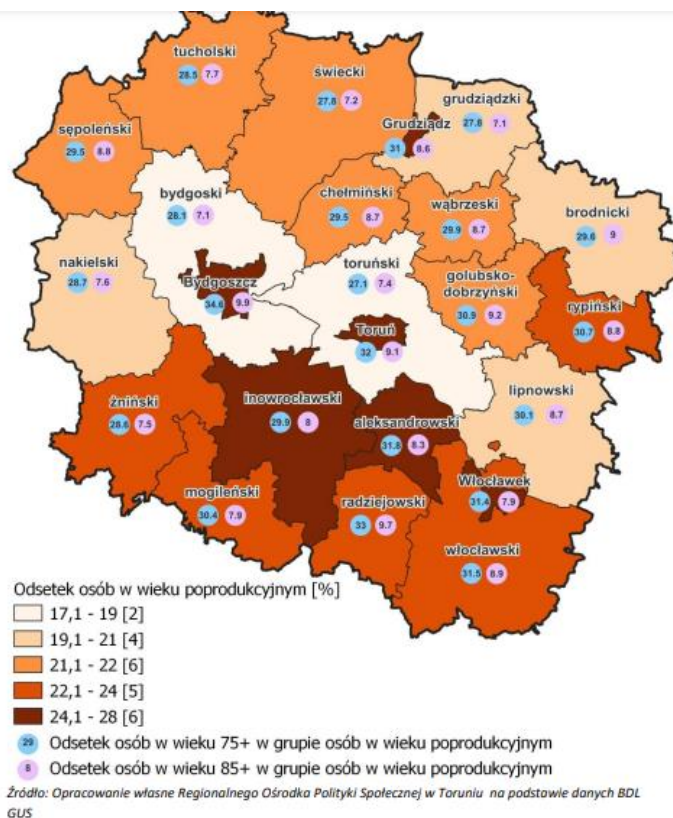 tucholski
28.5 7.7
świecki
27.8 7.2
grudziądzki
27.8 7.1
Grudziądz
31 8.6
sępoleński
29.5 8.8
bydgoski
28.1 7.1
chełmiński
29.5 8.7
wąbrzeski
29.9 8.7
brodnicki
29.6 9
nakielski
28.7 7.6
Bydgoszcz
34.6 9.9
toruński
27.1 7.4
golubsko-
dobrzyński
30.9 9.2
rypiński
30.7 8.8
Toruń
32 9.1
żniński
28.6 7.5
inowrocławski
29.9 8
aleksandrowski
31.8 8.3
lipnowski
30.1 8.7
mogileński
30.4 7.9
radziejowski
33 9.7
Włocławek
31.4 7.9
włocławski
31.5 8.9
Odsetek osób w wieku poprodukcyjnym [%]
17,1 - 19 [2]
19,1 - 21 [4]
21,1 - 22 [6]
22,1 - 24 [5]
24,1 - 28 [6]
29 Odsetek osób w wieku 75+ w grupie osób w wieku poprodukcyjnym
8 Odsetek osób w wieku 85+ w grupie osób w wieku poprodukcyjnym
Źródło: Opracowanie własne Regionalnego Ośrodka Polityki Społecznej w Toruniu na podstawie danych BDL
GUS